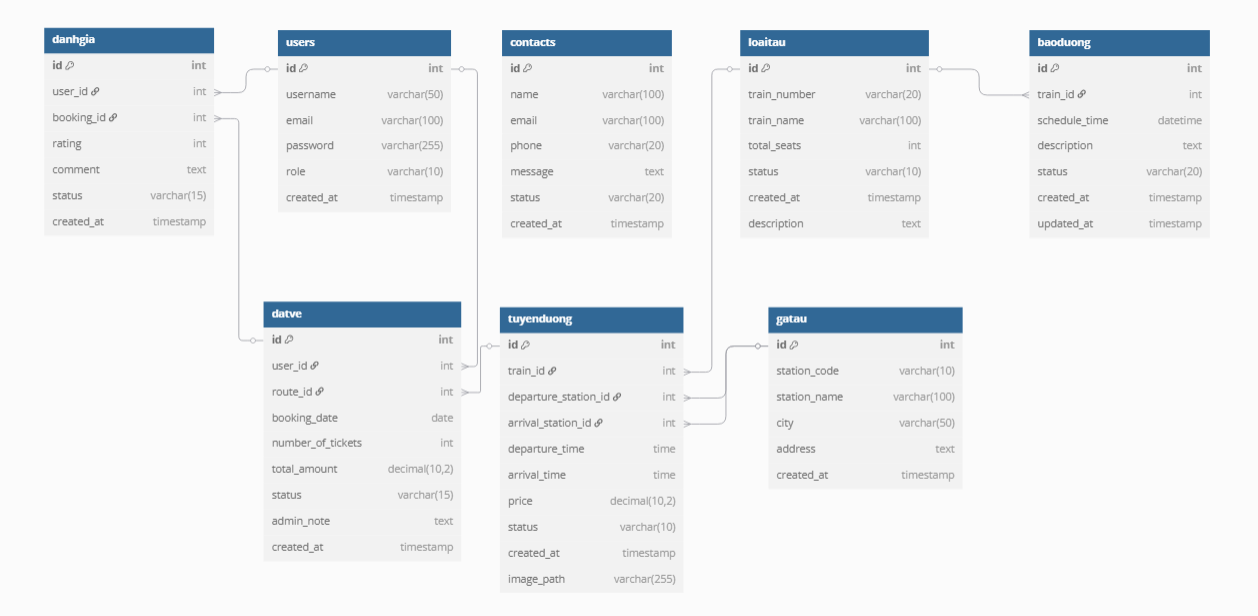 danhgia
id int
user_id int
booking_id int
rating int
comment text
status varchar(15)
created_at timestamp
users
id int
username varchar(50)
email varchar(100)
password varchar(255)
role varchar(10)
created_at timestamp
contacts
id int
name varchar(100)
email varchar(100)
phone varchar(20)
message text
status varchar(20)
created_at timestamp
loaitau
id int
train_number varchar(20)
train_name varchar(100)
total_seats int
status varchar(10)
created_at timestamp
description text
baoduong
id int
train_id int
schedule_time datetime
description text
status varchar(20)
created_at timestamp
updated_at timestamp
datve
id int
user_id int
route_id int
booking_date date
number_of_tickets int
total_amount decimal(10,2)
status varchar(15)
admin_note text
created_at timestamp
tuyenduong
id int
train_id int
departure_station_id int
arrival_station_id int
departure_time time
arrival_time time
price decimal(10,2)
status varchar(10)
created_at timestamp
image_path varchar(255)
gatau
id int
station_code varchar(10)
station_name varchar(100)
city varchar(50)
address text
created_at timestamp